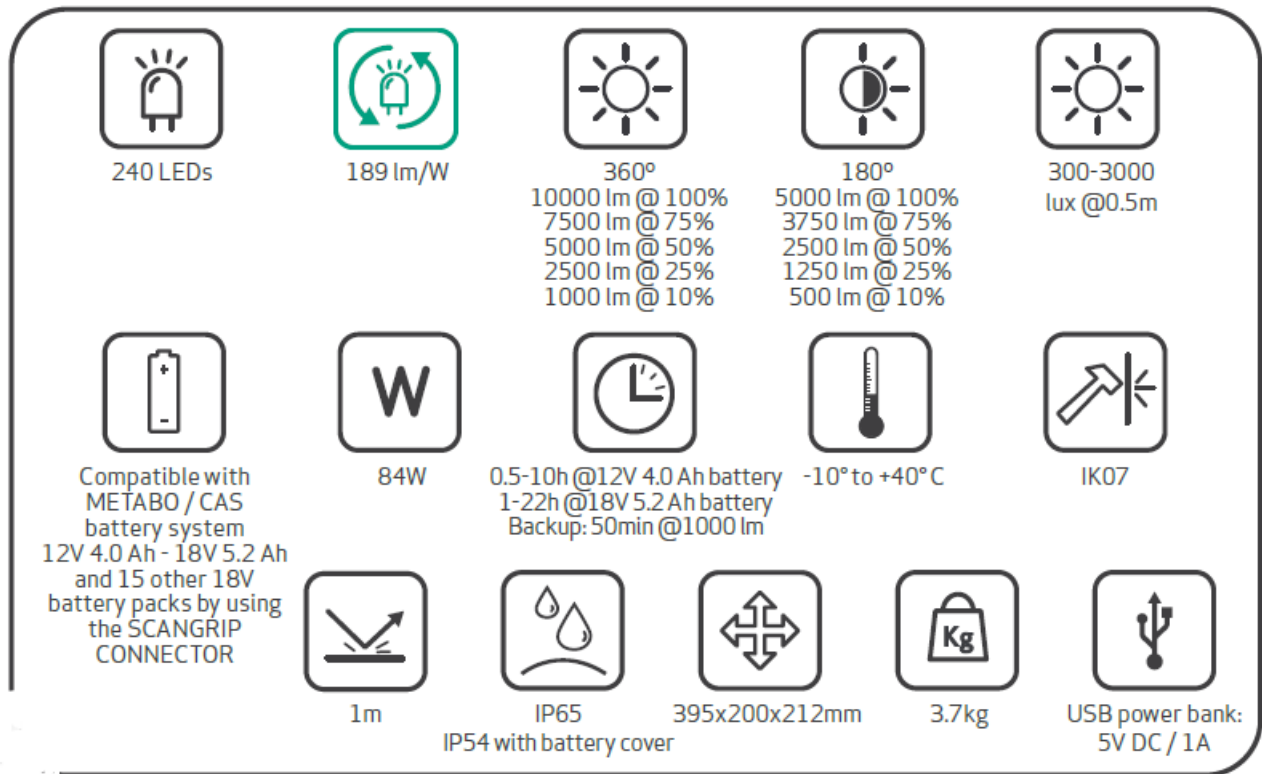 240 LEDs
189 lm/W
360º
10000 lm @ 100%
7500 lm @ 75%
5000 lm @ 50%
2500 lm @ 25%
1000 lm @ 10%
180º
5000 lm @ 100%
3750 lm @ 75%
2500 lm @ 50%
1250 lm @ 25%
500 lm @ 10%
300-3000
lux @0.5m
+
-
Compatible with
METABO / CAS
battery system
12V 4.0 Ah - 18V 5.2 Ah
and 15 other 18V
battery packs by using
the SCANGRIP
CONNECTOR
W
84W
0.5-10h @12V 4.0 Ah battery
1-22h @18V 5.2 Ah battery
Backup: 50min @1000 lm
-10° to +40° C
IK07
1m
IP65
IP54 with battery cover
395x200x212mm
Kg
3.7kg
USB power bank:
5V DC / 1A